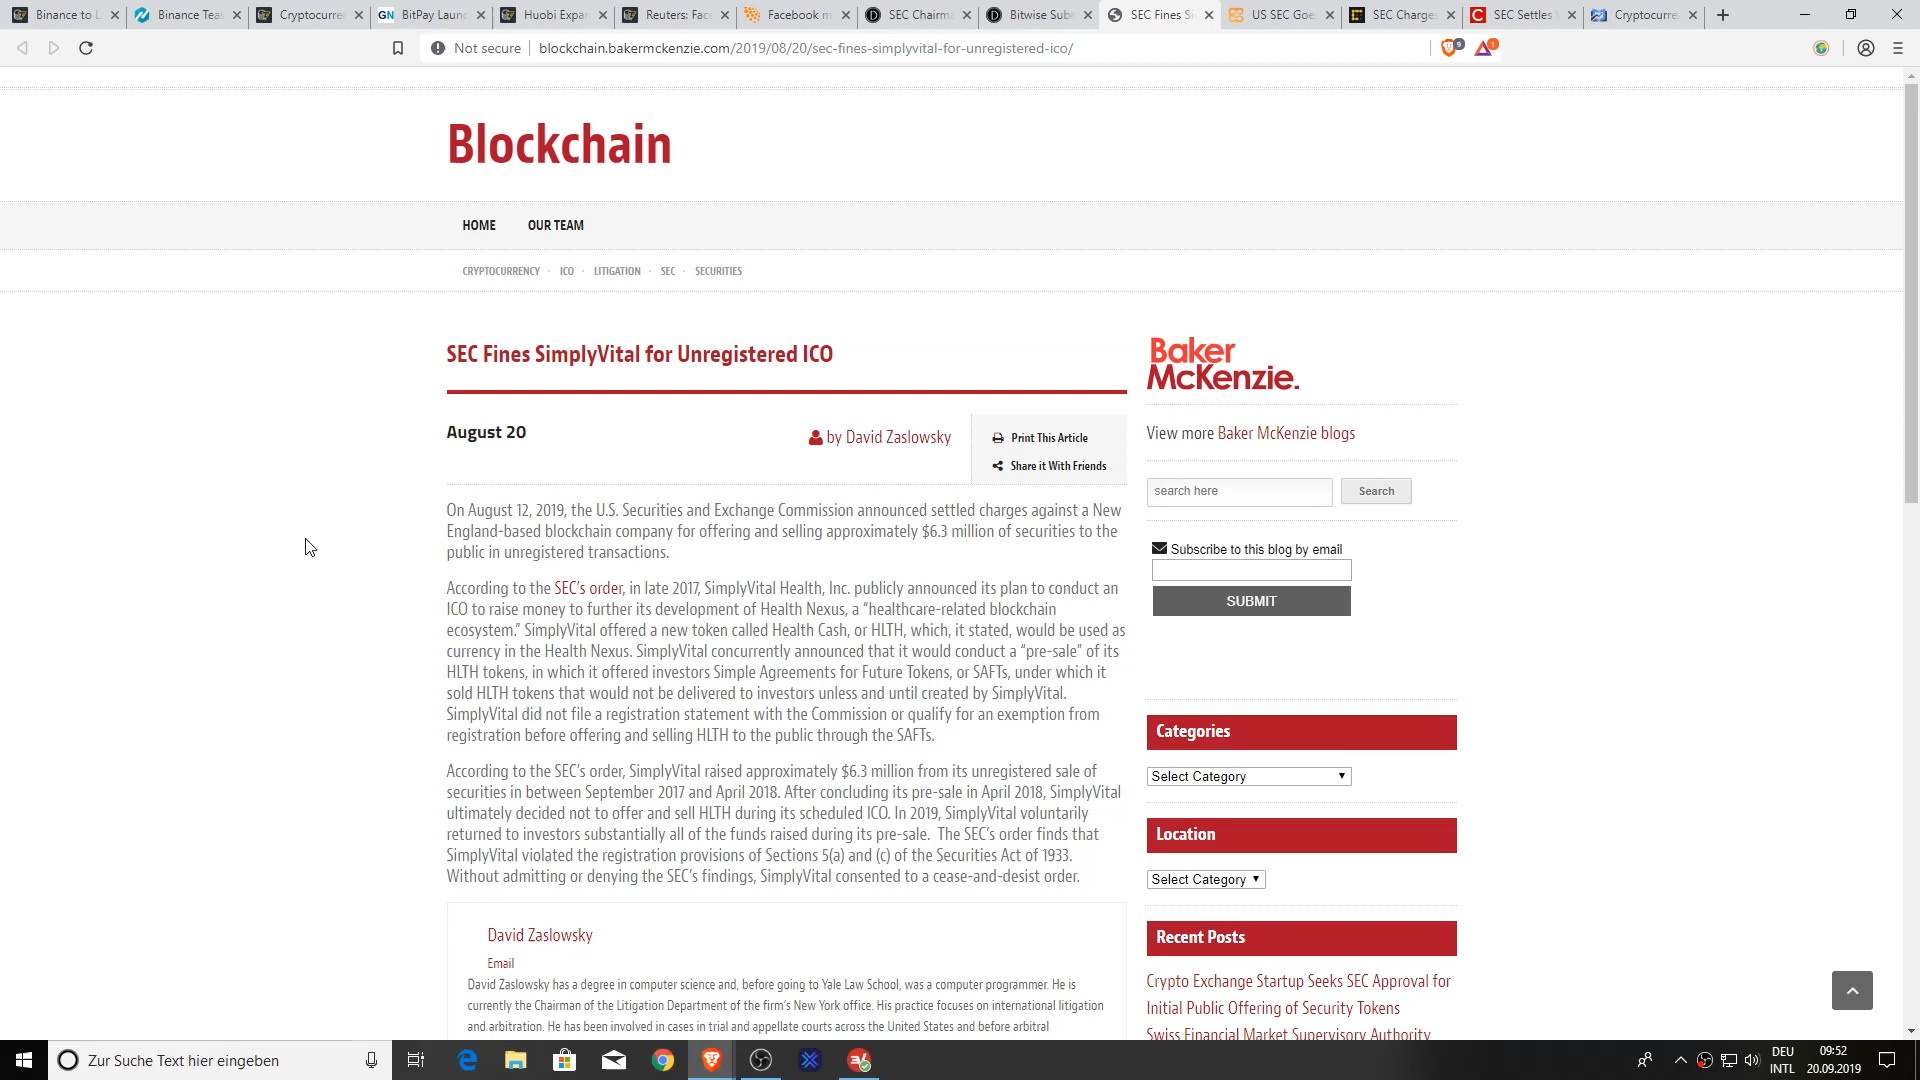 Binance to L
Binance Tea
Cryptocurre
BitPay Laun
Huobi Expa
Reuters: Fac
Facebook m
SEC Chairm
Bitwise Sub
SEC Fines Si
US SEC Goe
SEC Charge
SEC Settles
Cryptocurre
Not secure
blockchain.bakermckenzie.com/2019/08/20/sec-fines-simplyvital-for-unregistered-ico/
9
1
Blockchain
HOME OUR TEAM
CRYPTOCURRENCY · ICO · LITIGATION · SEC · SECURITIES
SEC Fines SimplyVital for Unregistered ICO
August 20
by David Zaslowsky
Print This Article
Share it With Friends
On August 12, 2019, the U.S. Securities and Exchange Commission announced settled charges against a New
England-based blockchain company for offering and selling approximately $6.3 million of securities to the
public in unregistered transactions.
According to the SEC’s order, in late 2017, SimplyVital Health, Inc. publicly announced its plan to conduct an
ICO to raise money to further its development of Health Nexus, a “healthcare-related blockchain
ecosystem.” SimplyVital offered a new token called Health Cash, or HLTH, which, it stated, would be used as
currency in the Health Nexus. SimplyVital concurrently announced that it would conduct a “pre-sale” of its
HLTH tokens, in which it offered investors Simple Agreements for Future Tokens, or SAFTs, under which it
sold HLTH tokens that would not be delivered to investors unless and until created by SimplyVital.
SimplyVital did not file a registration statement with the Commission or qualify for an exemption from
registration before offering and selling HLTH to the public through the SAFTs.
According to the SEC’s order, SimplyVital raised approximately $6.3 million from its unregistered sale of
securities in between September 2017 and April 2018. After concluding its pre-sale in April 2018, SimplyVital
ultimately decided not to offer and sell HLTH during its scheduled ICO. In 2019, SimplyVital voluntarily
returned to investors substantially all of the funds raised during its pre-sale. The SEC’s order finds that
SimplyVital violated the registration provisions of Sections 5(a) and (c) of the Securities Act of 1933.
Without admitting or denying the SEC’s findings, SimplyVital consented to a cease-and-desist order.
David Zaslowsky
Email
David Zaslowsky has a degree in computer science and, before going to Yale Law School, was a computer programmer. He is
currently the Chairman of the Litigation Department of the firm’s New York office. His practice focuses on international litigation
and arbitration. He has been involved in cases in trial and appellate courts across the United States and before arbitral
Baker
McKenzie.
View more Baker McKenzie blogs
search here
Search
Subscribe to this blog by email
SUBMIT
Categories
Select Category
Location
Select Category
Recent Posts
Crypto Exchange Startup Seeks SEC Approval for
Initial Public Offering of Security Tokens
Swiss Financial Market Supervisory Authority
Zur Suche Text hier eingeben
DEU
INTL
09:52
20.09.2019